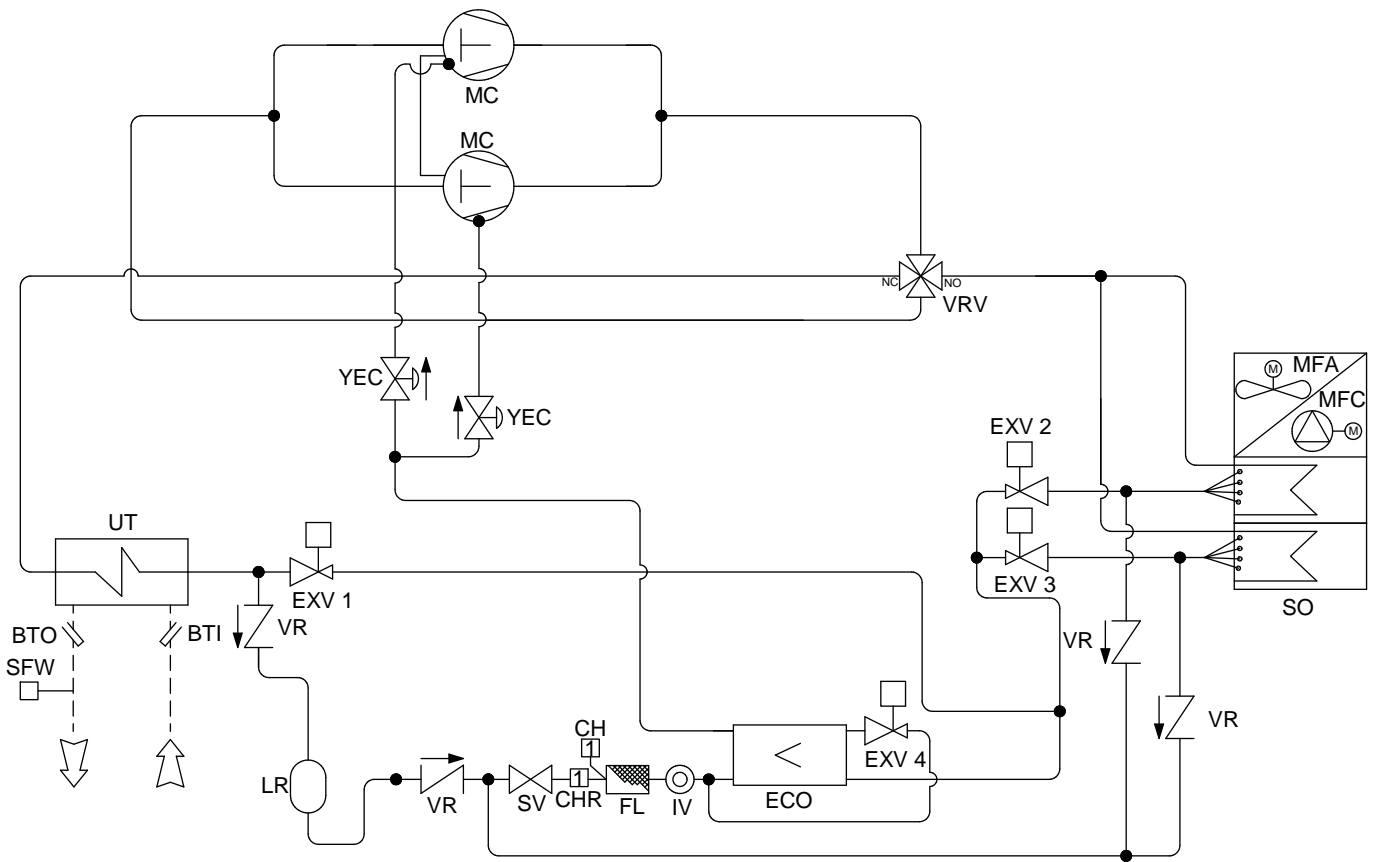 MC
MC
NC
NO
VRV
YEC
YEC
M
MFA
MFC
M
EXV 2
EXV 3
SO
UT
EXV 1
BTO
BTI
VR
SFW
VR
VR
CH
1
EXV 4
LR
VR
SV
1
CHR
FL
IV
ECO